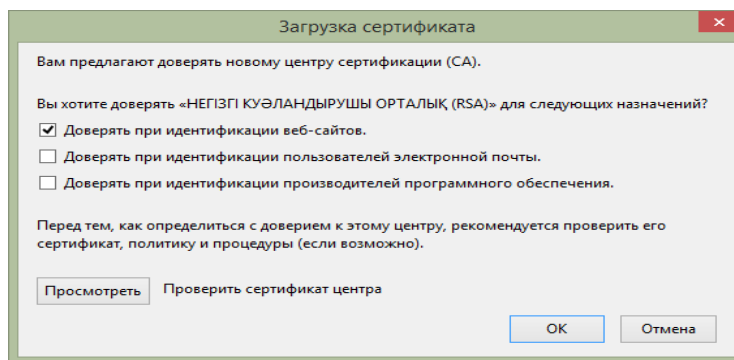 Загрузка сертификата
Вам предлагают доверять новому центру сертификации (CA).
Вы хотите доверять «НЕГІЗГІ КУӘЛАНДЫРУШЫ ОРТАЛЫҚ (RSA)» для следующих назначений?
Доверять при идентификации веб-сайтов.
Доверять при идентификации пользователей электронной почты.
Доверять при идентификации производителей программного обеспечения.
Перед тем, как определиться с доверием к этому центру, рекомендуется проверить его
сертификат, политику и процедуры (если возможно).
Просмотреть Проверить сертификат центра
ОК Отмена